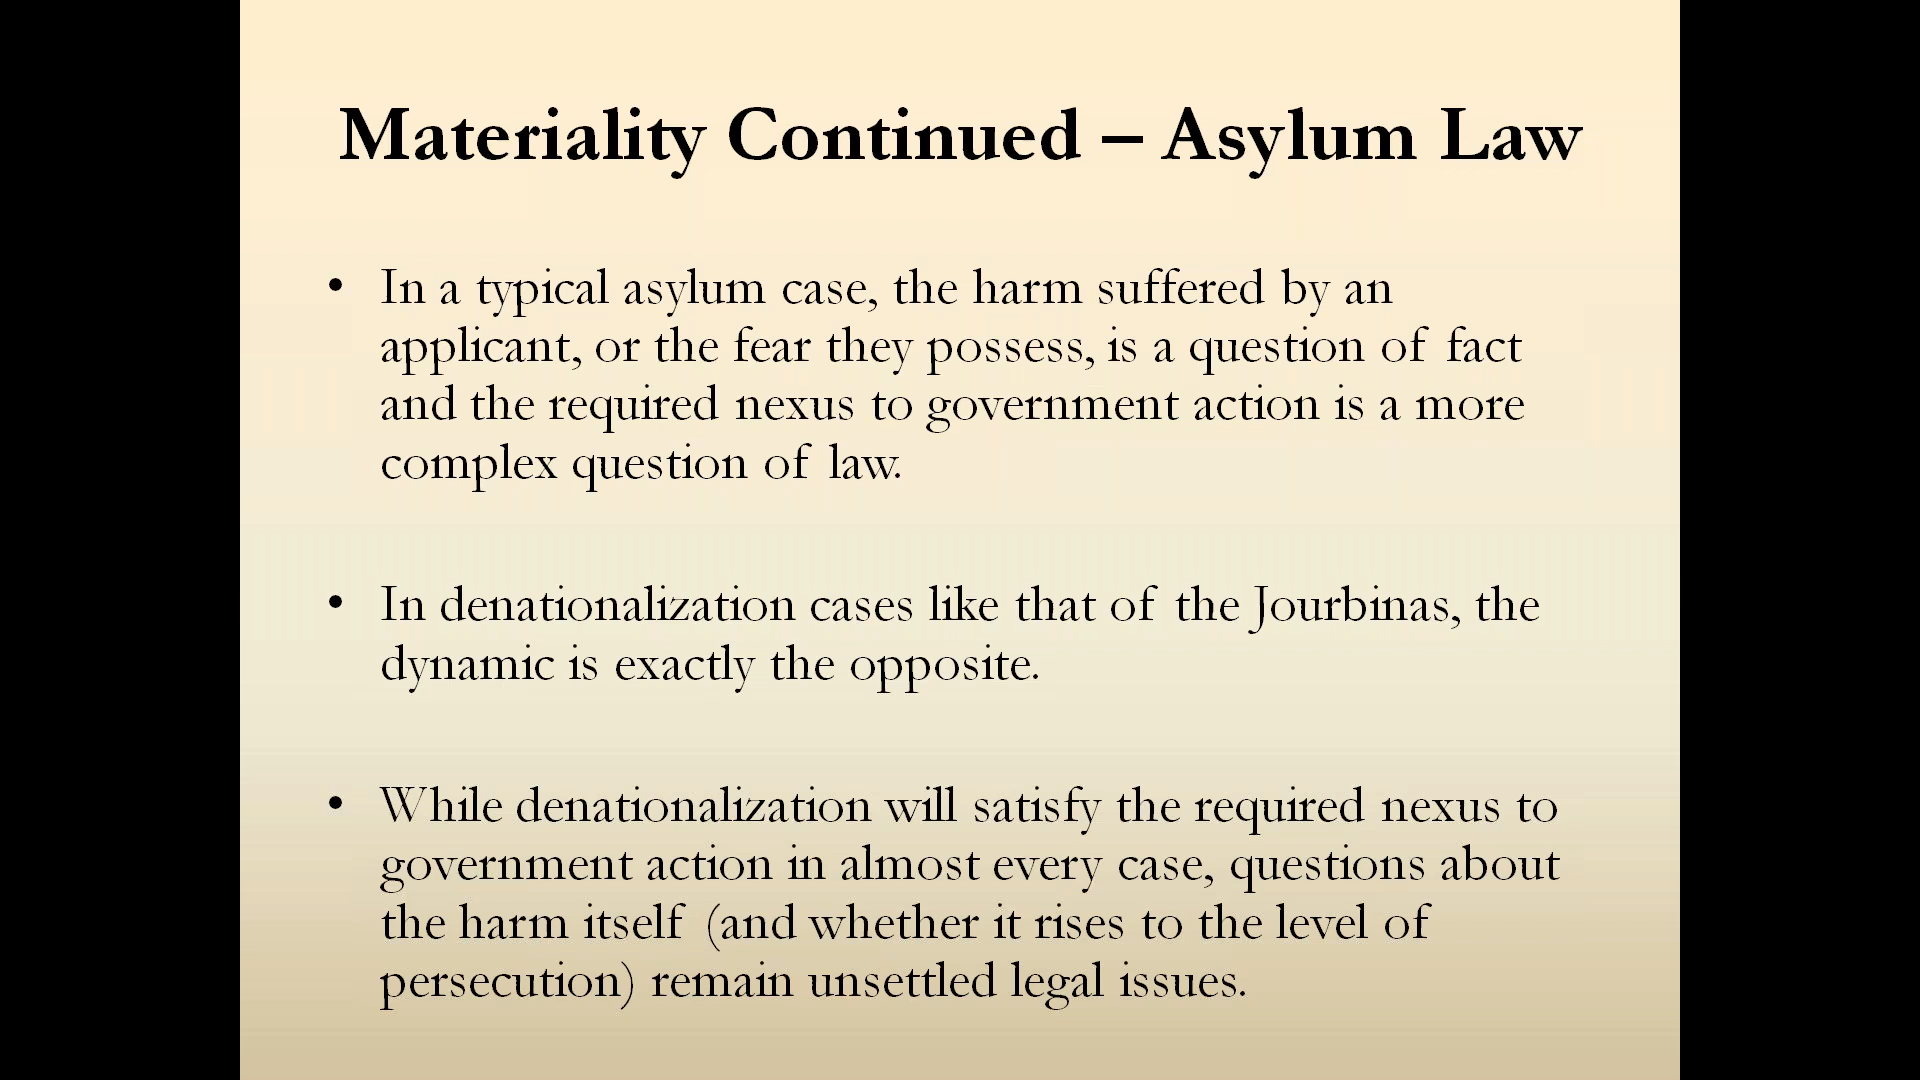 Materiality Continued – Asylum Law
• In a typical asylum case, the harm suffered by an
applicant, or the fear they possess, is a question of fact
and the required nexus to government action is a more
complex question of law.
• In denationalization cases like that of the Jourbinas, the
dynamic is exactly the opposite.
• While denationalization will satisfy the required nexus to
government action in almost every case, questions about
the harm itself (and whether it rises to the level of
persecution) remain unsettled legal issues.